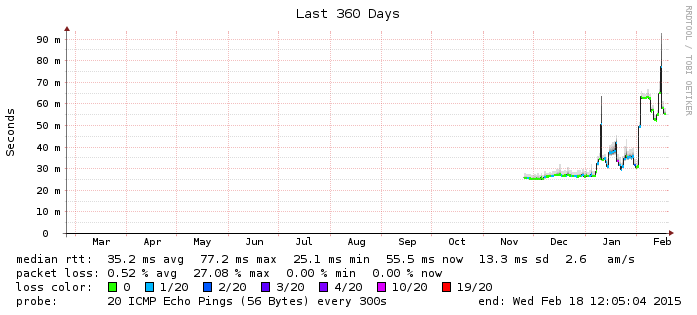 Last 360 Days
RRDTOOL / TOBI OETIKER
Seconds
90 m
80 m
70 m
60 m
50 m
40 m
30 m
20 m
10 m
0
Mar Apr May Jun Jul Aug Sep Oct Nov Dec Jan Feb
median rtt: 35.2 ms avg 77.2 ms max 25.1 ms min 55.5 ms now 13.3 ms sd 2.6 am/s
packet loss: 0.52 % avg 27.08 % max 0.00 % min 0.00 % now
loss color: 0 1/20 2/20 3/20 4/20 10/20 19/20
probe: 20 ICMP Echo Pings (56 Bytes) every 300s end: Wed Feb 18 12:05:04 2015